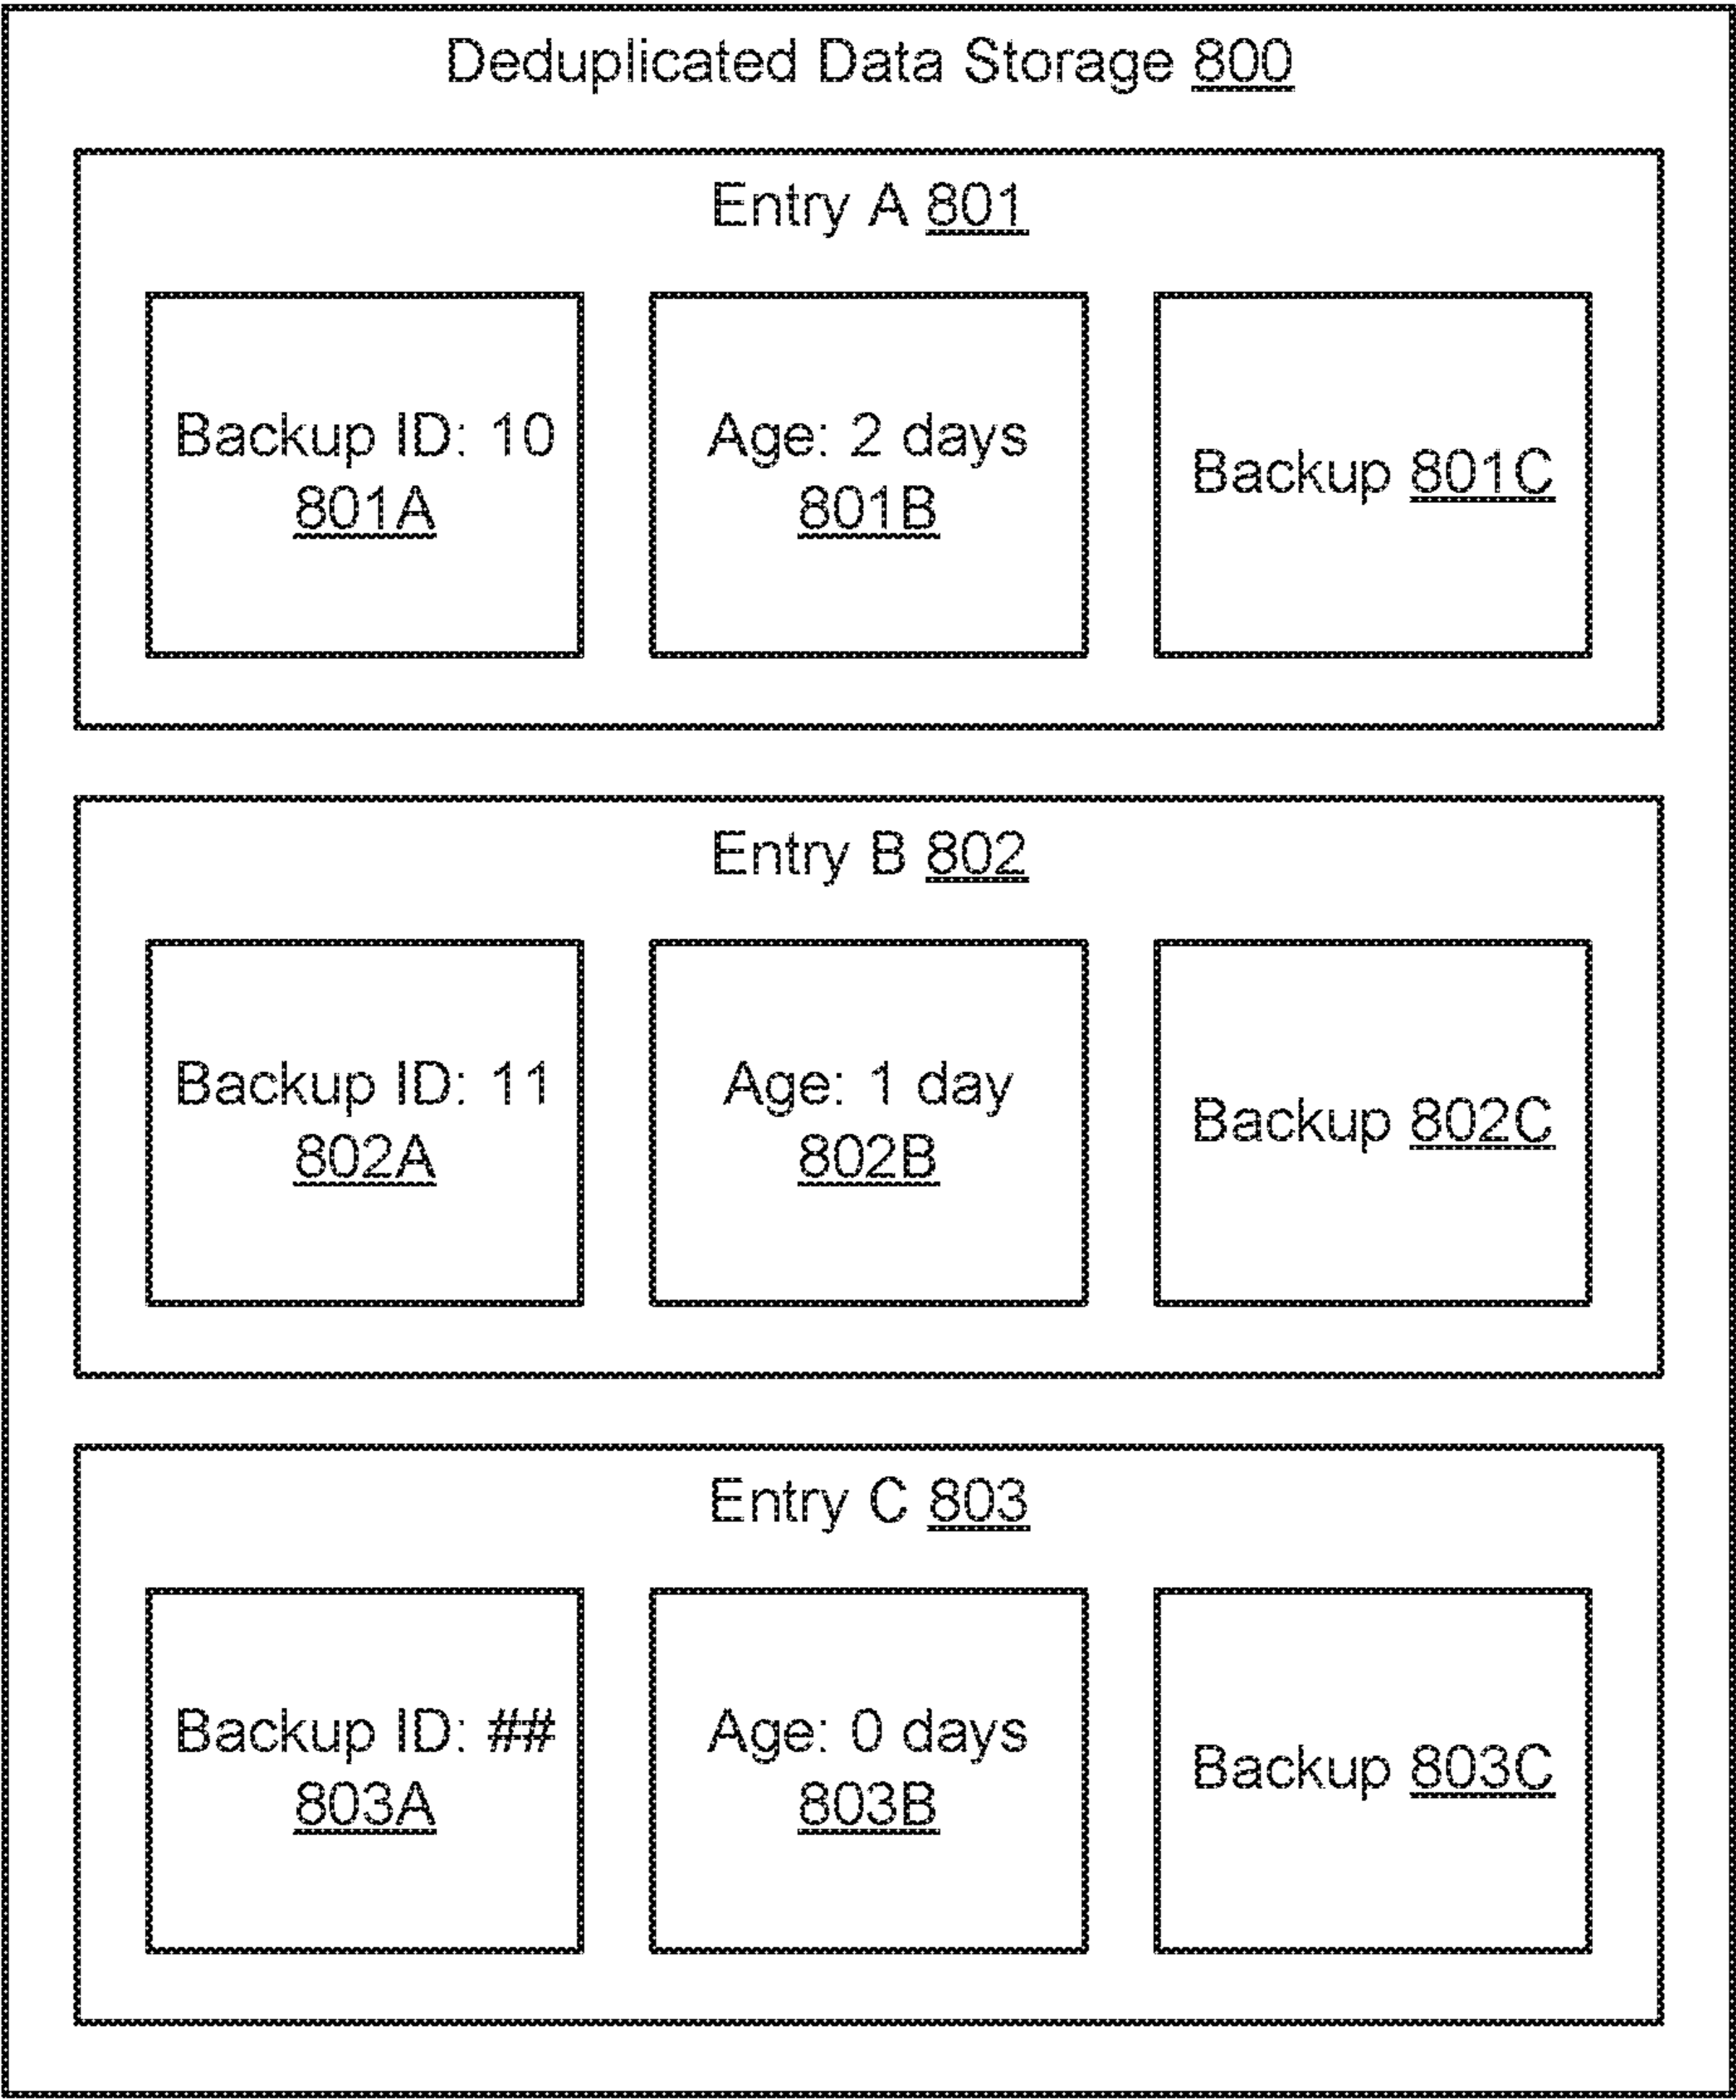 Deduplicated Data Storage 800
Entry A 801
Backup ID: 10
801A
Age: 2 days
801B
Backup 801C
Entry B 802
Backup ID: 11
802A
Age: 1 day
802B
Backup 802C
Entry C 803
Backup ID: ##
803A
Age: 0 days
803B
Backup 803C